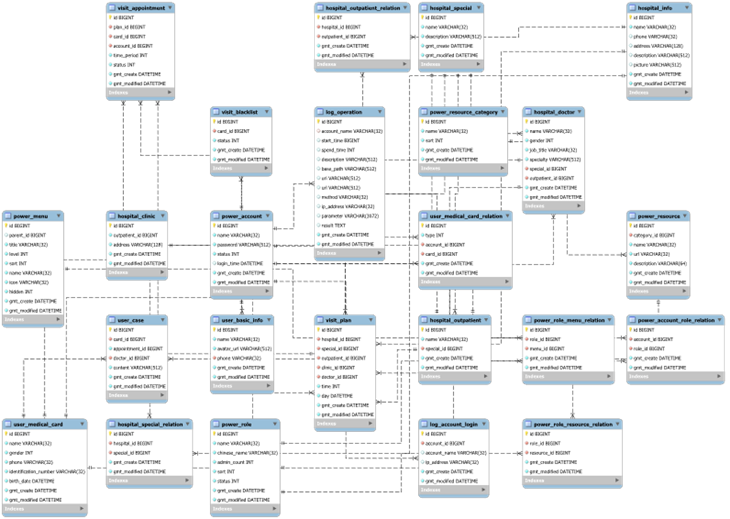 visit_appointment
id BIGINT
plan_id BIGINT
card_id BIGINT
account_id BIGINT
time_period INT
status INT
gmt_create DATETIME
gmt_modified DATETIME
Indexes
hospital_outpatient_relation
id BIGINT
hospital_id BIGINT
outpatient_id BIGINT
gmt_create DATETIME
gmt_modified DATETIME
Indexes
hospital_special
id BIGINT
name VARCHAR(32)
description VARCHAR(512)
gmt_create DATETIME
gmt_modified DATETIME
Indexes
hospital_info
id BIGINT
name VARCHAR(32)
phone VARCHAR(32)
address VARCHAR(128)
description VARCHAR(512)
picture VARCHAR(512)
gmt_create DATETIME
gmt_modified DATETIME
Indexes
visit_blacklist
id BIGINT
card_id BIGINT
status INT
gmt_create DATETIME
gmt_modified DATETIME
Indexes
log_operation
id BIGINT
account_name VARCHAR(32)
start_time BIGINT
spend_time INT
description VARCHAR(512)
base_path VARCHAR(512)
uri VARCHAR(512)
url VARCHAR(512)
method VARCHAR(32)
ip_address VARCHAR(32)
parameter VARCHAR(3072)
result TEXT
gmt_create DATETIME
gmt_modified DATETIME
Indexes
power_resource_category
id BIGINT
name VARCHAR(32)
sort INT
gmt_create DATETIME
gmt_modified DATETIME
Indexes
hospital_doctor
id BIGINT
name VARCHAR(32)
gender INT
job_title VARCHAR(32)
specialty VARCHAR(512)
special_id BIGINT
outpatient_id BIGINT
gmt_create DATETIME
gmt_modified DATETIME
Indexes
power_menu
id BIGINT
parent_id BIGINT
title VARCHAR(32)
level INT
sort INT
name VARCHAR(32)
icon VARCHAR(32)
hidden INT
gmt_create DATETIME
gmt_modified DATETIME
Indexes
hospital_clinic
id BIGINT
outpatient_id BIGINT
address VARCHAR(128)
gmt_create DATETIME
gmt_modified DATETIME
Indexes
power_account
id BIGINT
name VARCHAR(32)
password VARCHAR(512)
status INT
login_time DATETIME
gmt_create DATETIME
gmt_modified DATETIME
Indexes
user_medical_card_relation
id BIGINT
type INT
account_id BIGINT
card_id BIGINT
gmt_create DATETIME
gmt_modified DATETIME
Indexes
power_resource
id BIGINT
category_id BIGINT
name VARCHAR(32)
url VARCHAR(32)
description VARCHAR(64)
gmt_create DATETIME
gmt_modified DATETIME
Indexes
user_case
id BIGINT
card_id BIGINT
appointment_id BIGINT
doctor_id BIGINT
content VARCHAR(512)
gmt_create DATETIME
gmt_modified DATETIME
Indexes
user_basic_info
id BIGINT
name VARCHAR(32)
avatar_url VARCHAR(512)
phone VARCHAR(32)
gmt_create DATETIME
gmt_modified DATETIME
Indexes
visit_plan
id BIGINT
hospital_id BIGINT
special_id BIGINT
outpatient_id BIGINT
clinic_id BIGINT
doctor_id BIGINT
time INT
day DATETIME
gmt_create DATETIME
gmt_modified DATETIME
Indexes
hospital_outpatient
id BIGINT
name VARCHAR(32)
special_id BIGINT
gmt_create DATETIME
gmt_modified DATETIME
Indexes
power_role_menu_relation
id BIGINT
role_id BIGINT
menu_id BIGINT
gmt_create DATETIME
gmt_modified DATETIME
Indexes
power_account_role_relation
id BIGINT
account_id BIGINT
role_id BIGINT
gmt_create DATETIME
gmt_modified DATETIME
Indexes
user_medical_card
id BIGINT
name VARCHAR(32)
gender INT
phone VARCHAR(32)
identification_number VARCHAR(32)
birth_date DATETIME
gmt_create DATETIME
gmt_modified DATETIME
Indexes
hospital_special_relation
id BIGINT
hospital_id BIGINT
special_id BIGINT
gmt_create DATETIME
gmt_modified DATETIME
Indexes
power_role
id BIGINT
name VARCHAR(32)
chinese_name VARCHAR(32)
admin_count INT
sort INT
status INT
gmt_create DATETIME
gmt_modified DATETIME
Indexes
log_account_login
id BIGINT
account_id BIGINT
account_name VARCHAR(32)
ip_address VARCHAR(32)
gmt_create DATETIME
gmt_modified DATETIME
Indexes
power_role_resource_relation
id BIGINT
role_id BIGINT
resource_id BIGINT
gmt_create DATETIME
gmt_modified DATETIME
Indexes